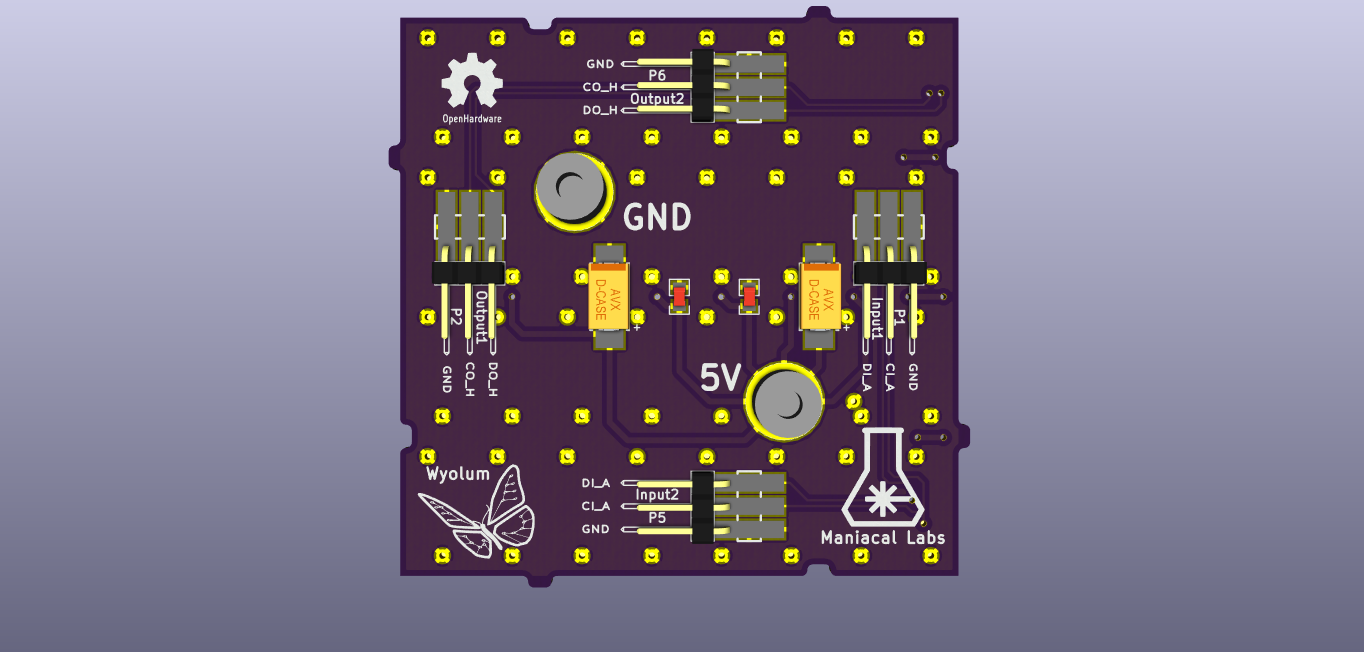 GND
P6
CO_H
Output2
DO_H
OpenHardware
GND
AVX
D-CASE
+
AVX
D-CASE
+
P2
Output1
GND
CO_H
DO_H
Input1
P1
DI_A
CI_A
GND
5V
Wyolum
DI_A
Input2
CI_A
P5
GND
Maniacal Labs